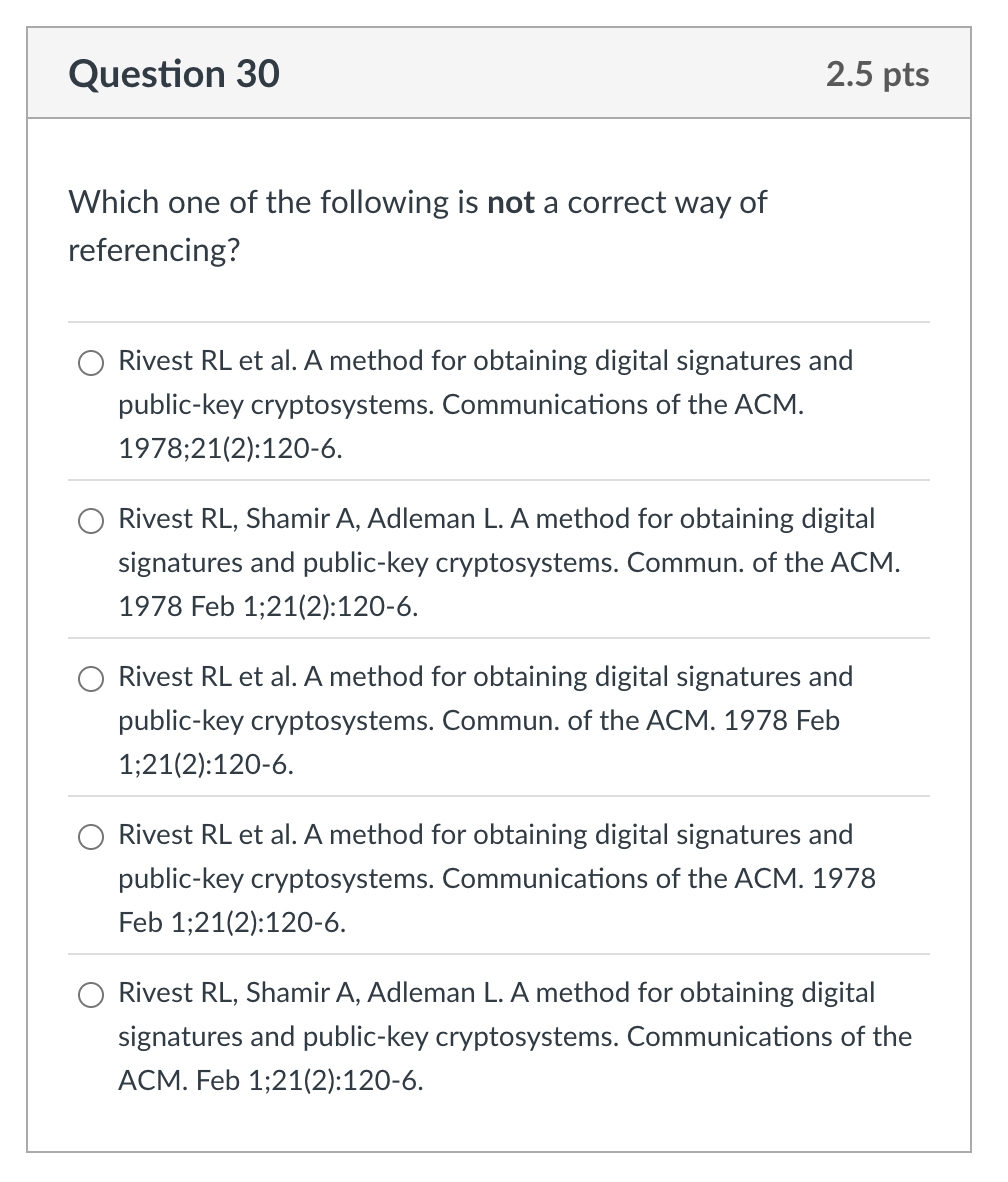 Question 30
2.5 pts
Which one of the following is not a correct way of
referencing?
Rivest RL et al. A method for obtaining digital signatures and
public-key cryptosystems. Communications of the ACM.
1978;21(2):120-6.
Rivest RL, Shamir A, Adleman L. A method for obtaining digital
signatures and public-key cryptosystems. Commun. of the ACM.
1978 Feb 1;21(2):120-6.
Rivest RL et al. A method for obtaining digital signatures and
public-key cryptosystems. Commun. of the ACM. 1978 Feb
1;21(2):120-6.
Rivest RL et al. A method for obtaining digital signatures and
public-key cryptosystems. Communications of the ACM. 1978
Feb 1;21(2):120-6.
Rivest RL, Shamir A, Adleman L. A method for obtaining digital
signatures and public-key cryptosystems. Communications of the
ACM. Feb 1;21(2):120-6.